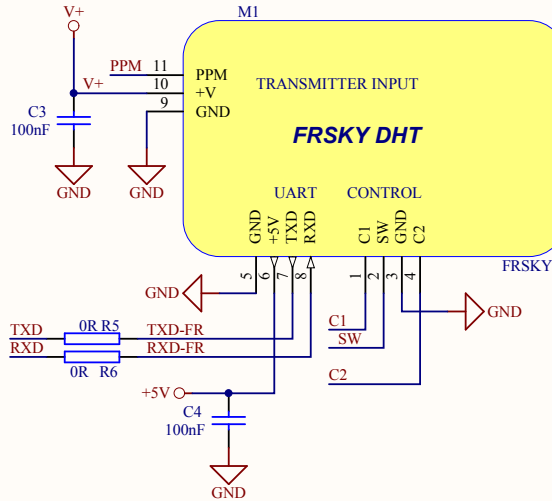 V+
M1
PPM
11
PPM
TRANSMITTER INPUT
V+
10
+V
9
GND
C3
100nF
FRSKY DHT
GND
GND
UART
CONTROL
GND
+5V
TXD
RXD
C1
SW
GND
C2
FRSKY
5
6
7
8
1
2
3
4
GND
GND
TXD
0R R5
TXD-FR
C1
RXD
RXD-FR
SW
0R R6
C2
+5V
C4
100nF
GND